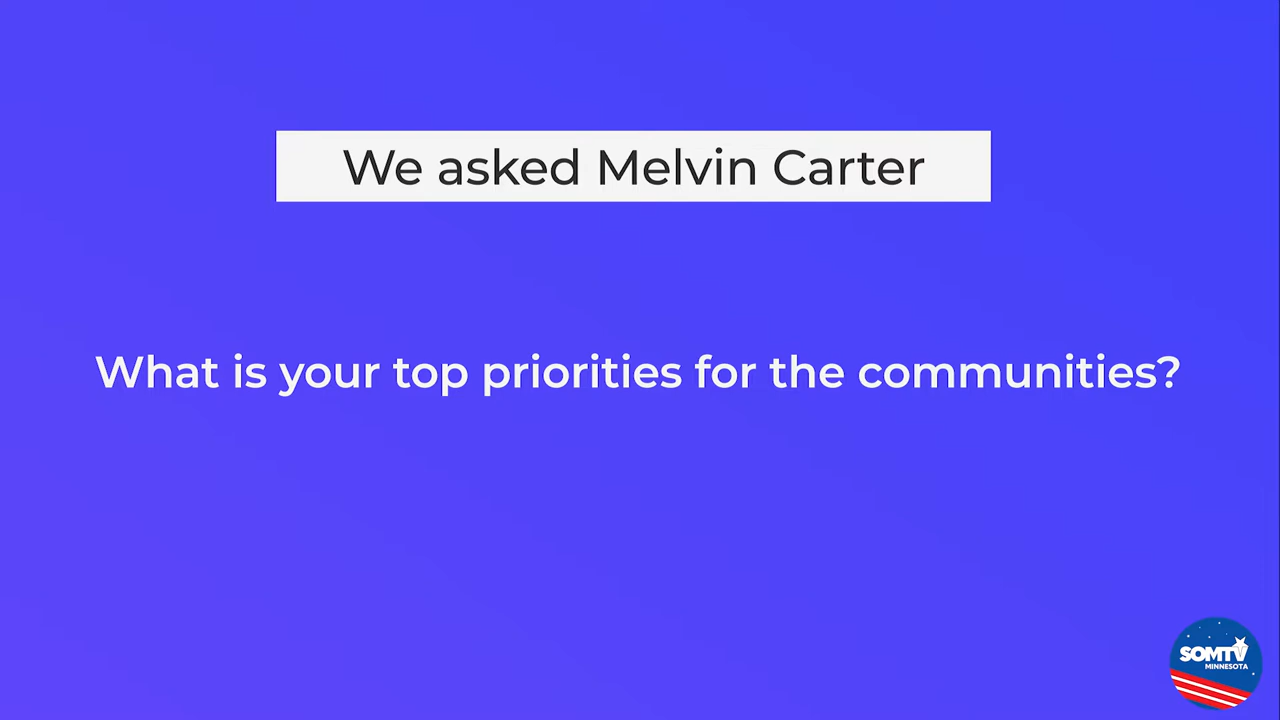 We asked Melvin Carter
What is your top priorities for the communities?
SOMTV
MINNESOTA